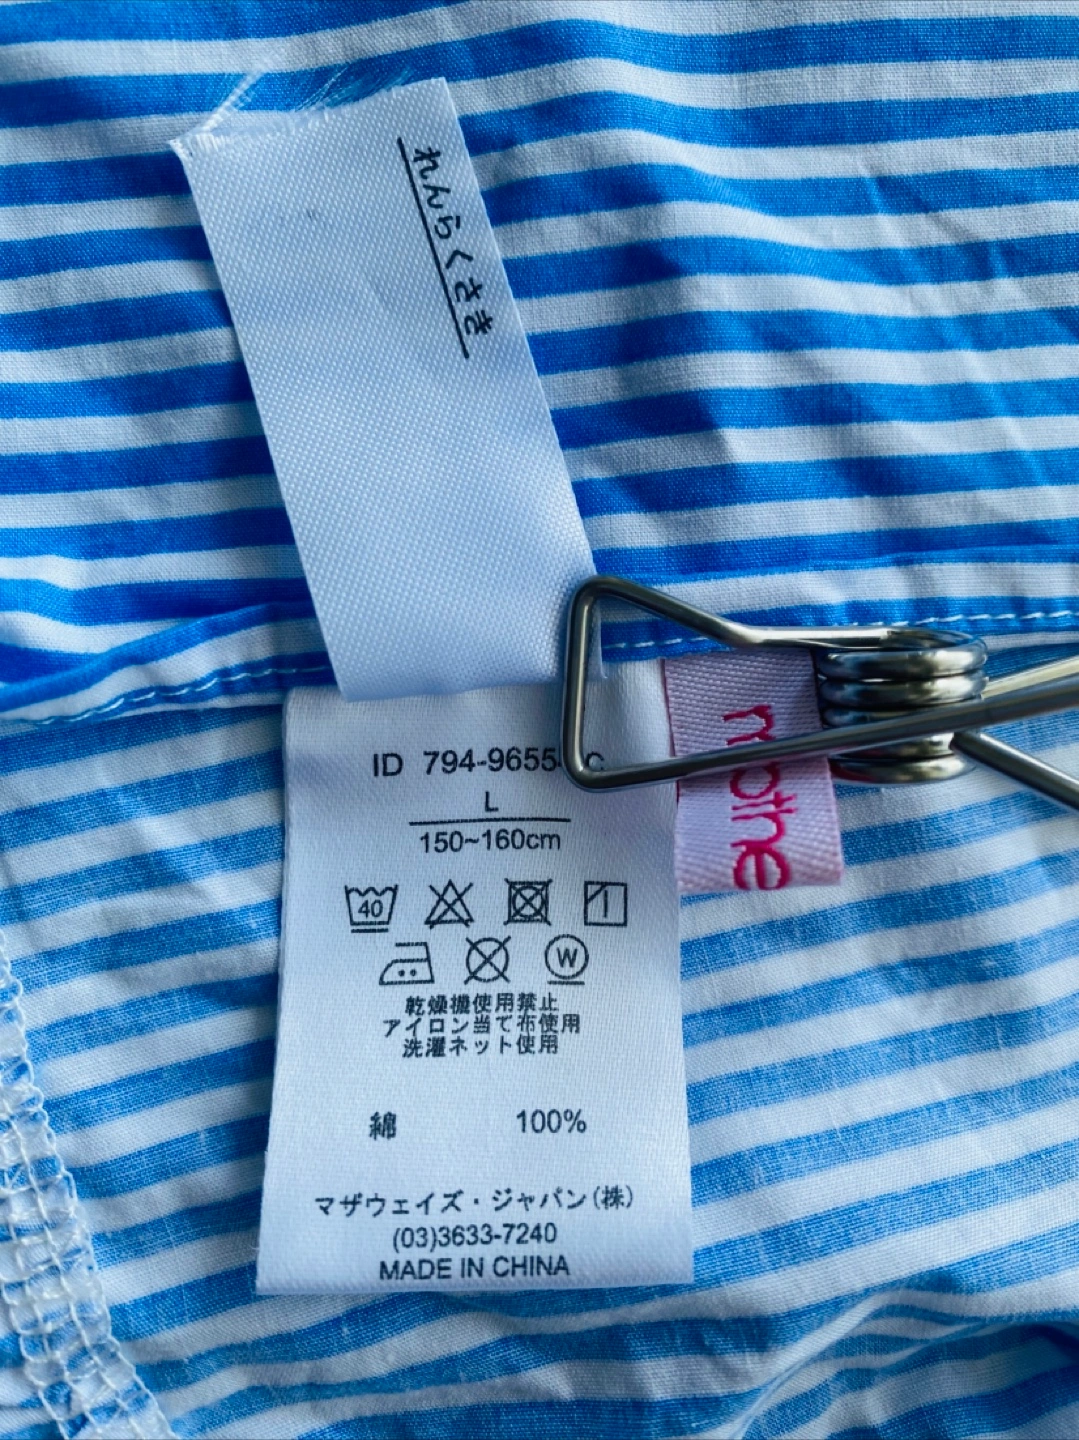 れんらくさき
ID 794-9655
L
150~160cm
40
W
乾燥機使用禁止
アイロン当て布使用
洗濯ネット使用
綿 100%
マザウェイズ・ジャパン(株)
(03)3633-7240
MADE IN CHINA